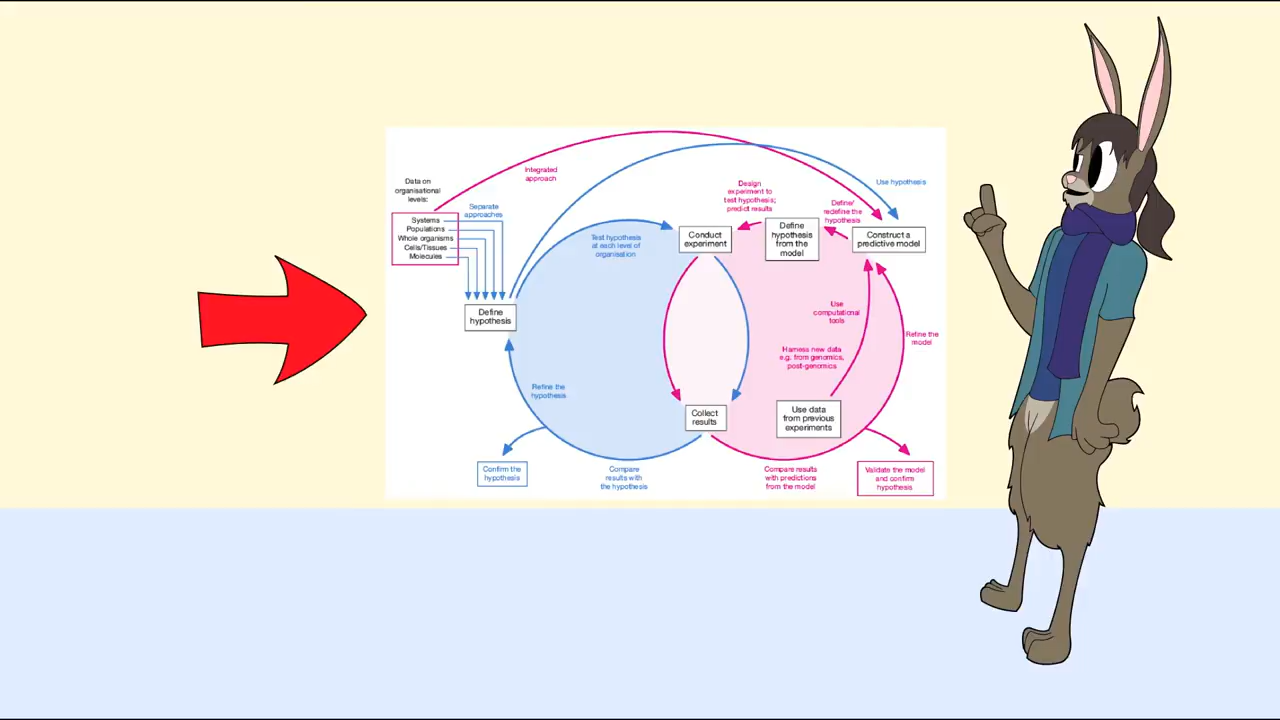 Data on
organisational
levels:
Systems
Populations
Whole organisms
Cells/Tissues
Molecules
Integrated
approach
Separate
approaches
Define
hypothesis
Test hypothesis
at each level of
organisation
Conduct
experiment
Design
experiment to
test hypothesis;
predict results
Define
hypothesis
from the
model
Define/
redefine the
hypothesis
Use hypothesis
Construct a
predictive model
Use
computational
tools
Harness new data
e.g. from genomics,
post-genomics
Refine the
model
Refine the
hypothesis
Collect
results
Use data
from previous
experiments
Confirm the
hypothesis
Compare
results with
the hypothesis
Compare results
with predictions
from the model
Validate the model
and confirm
hypothesis